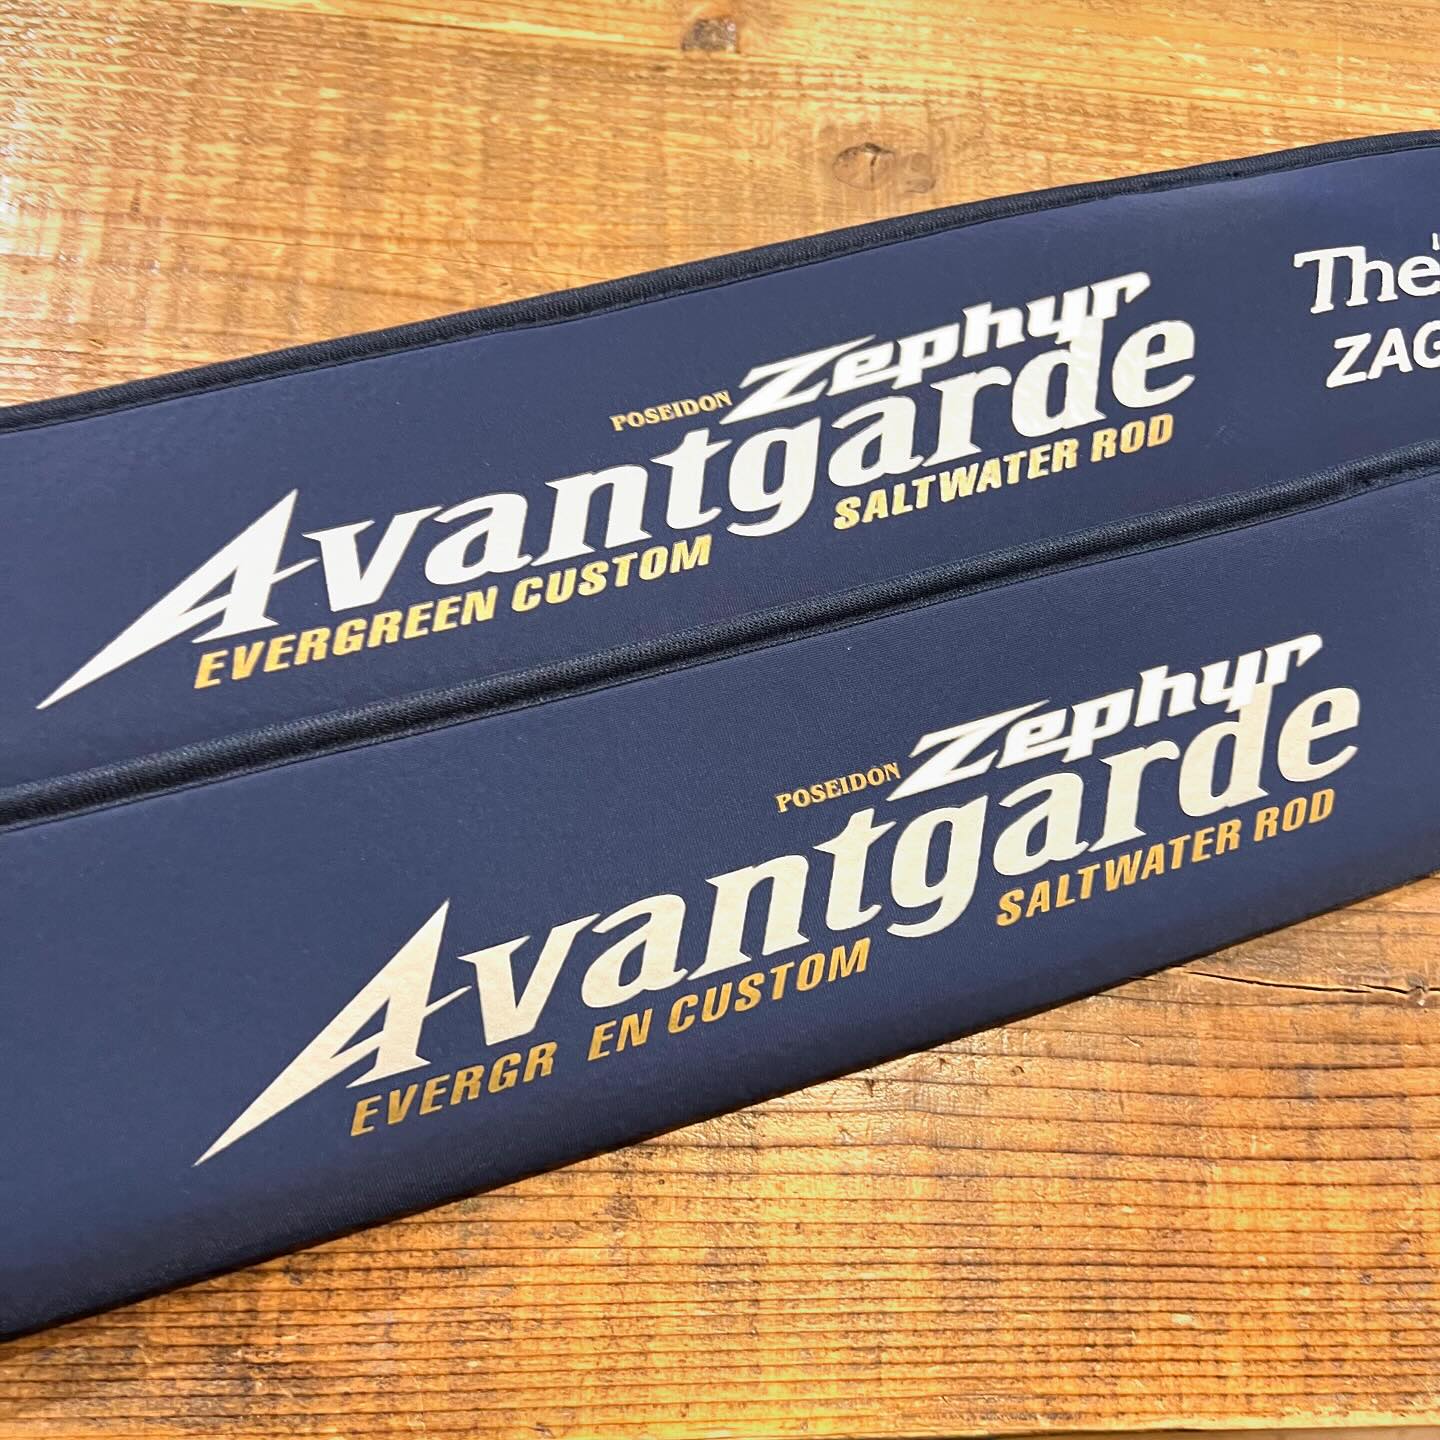 POSEIDON Zephyr
Avantgarde
EVERGREEN CUSTOM SALTWATER ROD
The
ZAG
POSEIDON Zephyr
Avantgarde
EVERGR EN CUSTOM SALTWATER ROD